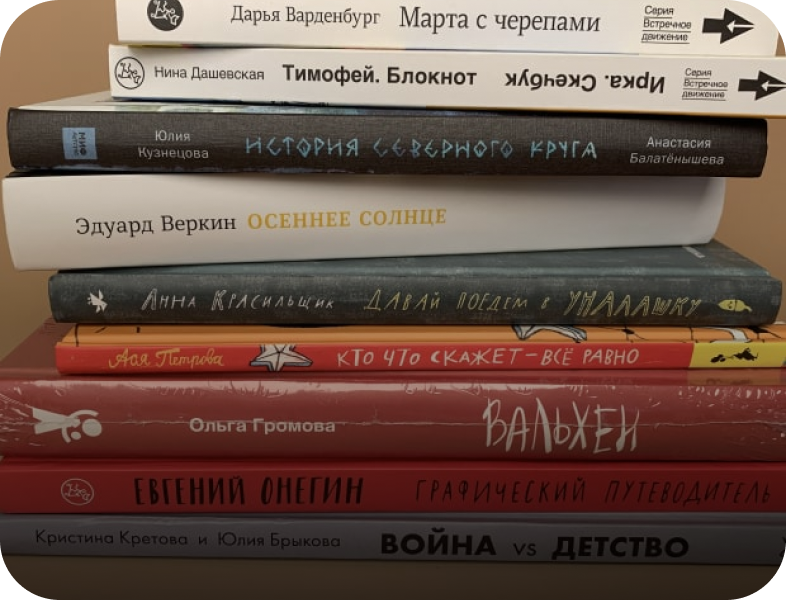 Дарья Варденбург Марта с черепами
Серия
Встречное
движение
Нина Дашевская Тимофей. Блокнот Ирка. Скечбук
Серия
Встречное
движение
МИФ
Юлия
Кузнецова
ИСТОРИЯ СЕВЕРНОГО КРУГА
Анастасия
Балатёнышева
Эдуард Веркин ОСЕННЕЕ СОЛНЦЕ
Анна Красильщик ДАВАЙ ПОЕДЕМ В УНАЛАШКУ
Ася Петрова КТО ЧТО СКАЖЕТ – ВСЁ РАВНО
Ольга Громова ВАЛЬХЕН
ЕВГЕНИЙ ОНЕГИН ГРАФИЧЕСКИЙ ПУТЕВОДИТЕЛЬ
Кристина Кретова и Юлия Брыкова ВОЙНА vs ДЕТСТВО